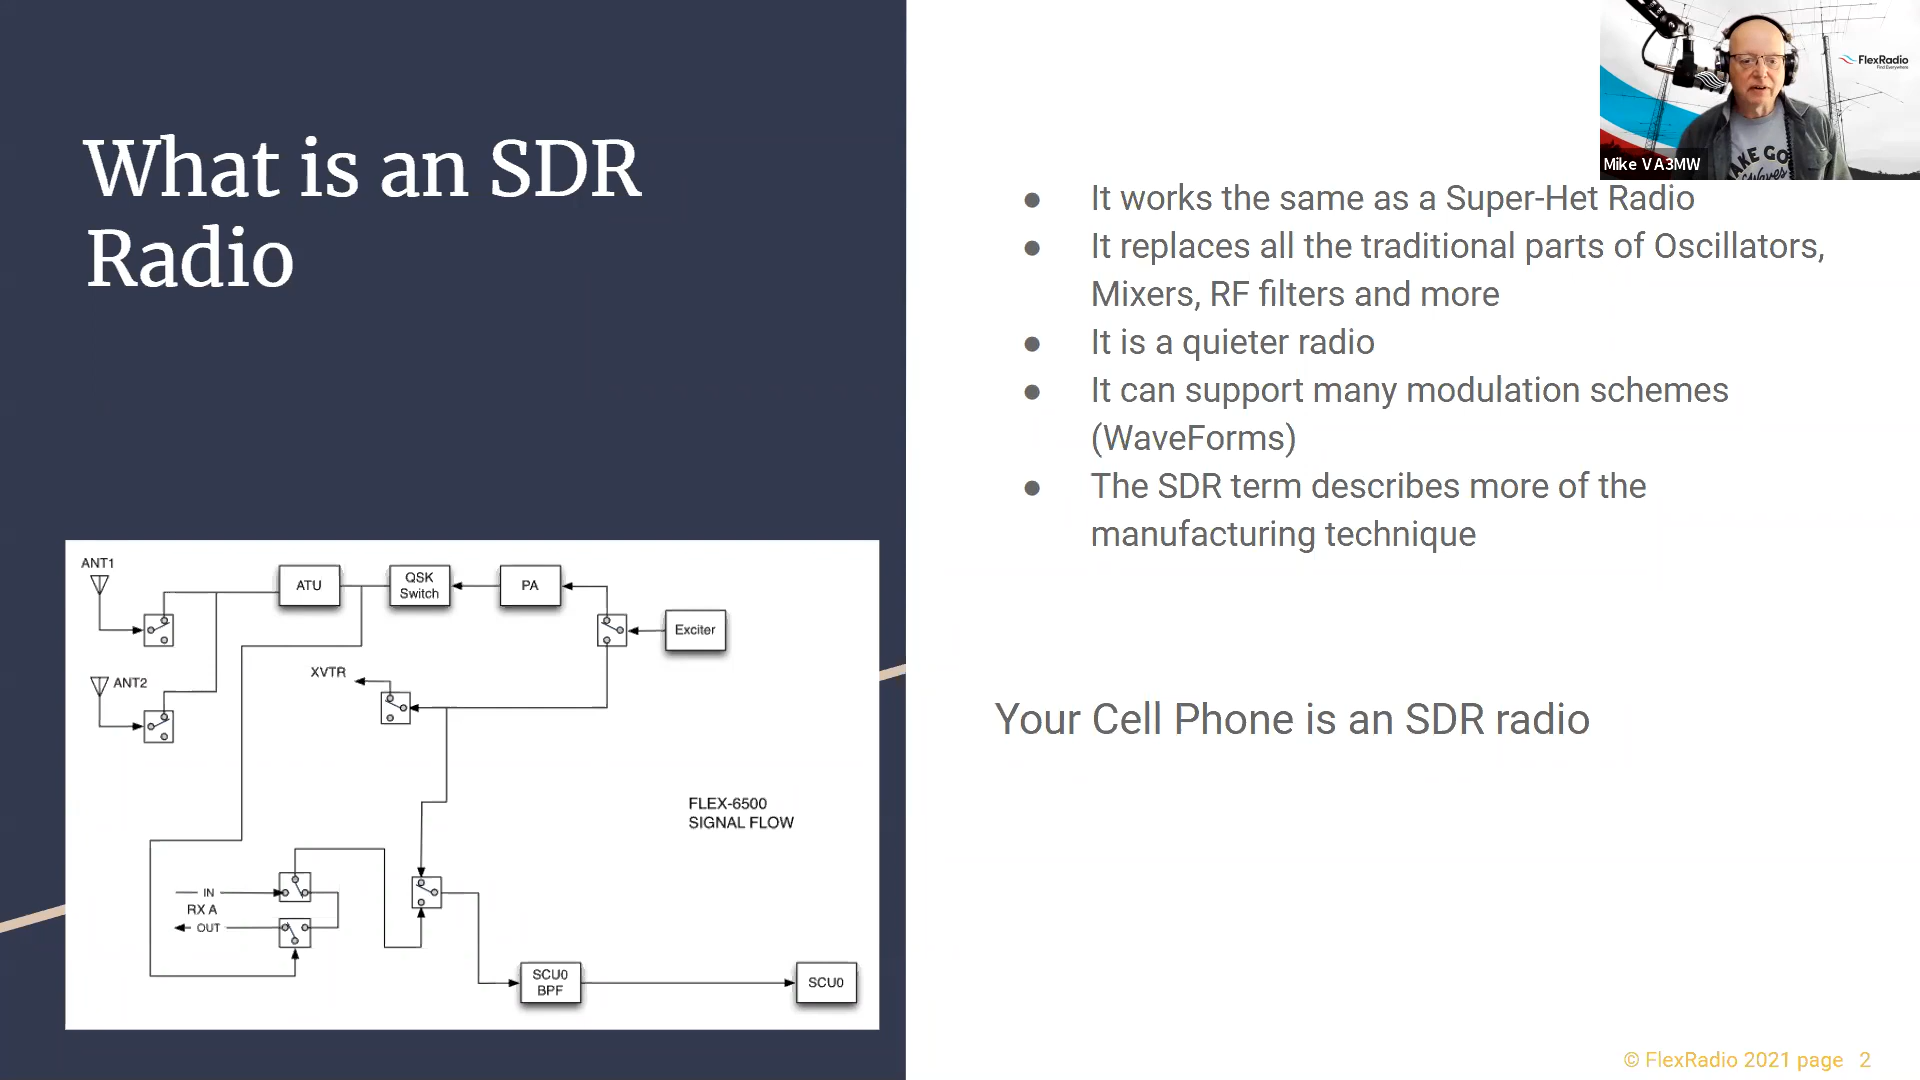 What is an SDR
Radio
FlexRadio
Mike VA3MW
It works the same as a Super-Het Radio
It replaces all the traditional parts of Oscillators,
Mixers, RF filters and more
It is a quieter radio
It can support many modulation schemes
(WaveForms)
The SDR term describes more of the
manufacturing technique
Your Cell Phone is an SDR radio
ANT1
ATU
QSK
Switch
PA
Exciter
XVTR
ANT2
FLEX-6500
SIGNAL FLOW
IN
RX A
OUT
SCU0
BPF
SCU0
© FlexRadio 2021 page 2